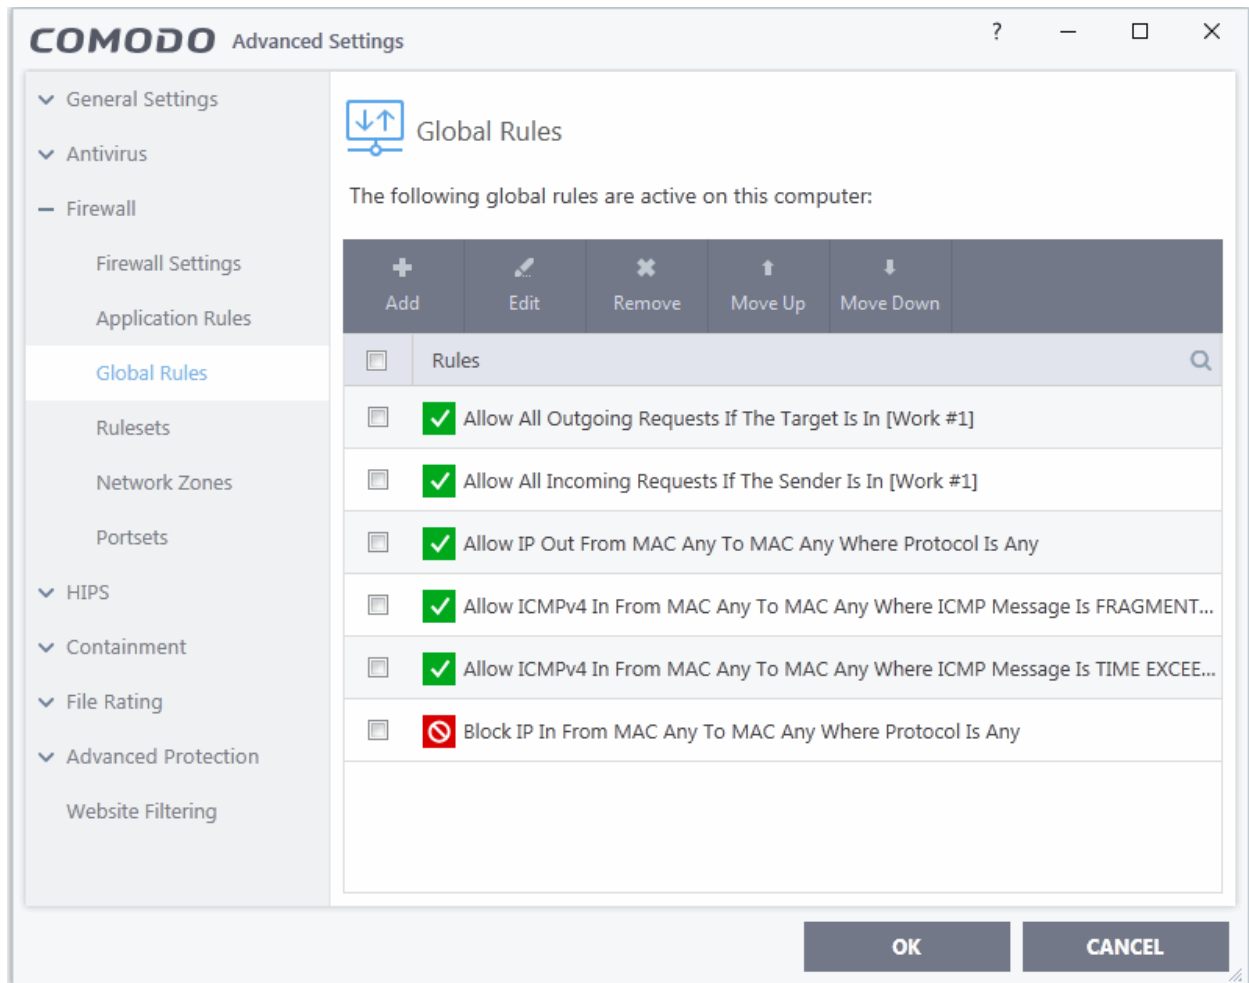 COMODO Advanced Settings
?
General Settings
Antivirus
Firewall
Firewall Settings
Application Rules
Global Rules
Rulesets
Network Zones
Portsets
HIPS
Containment
File Rating
Advanced Protection
Website Filtering
Global Rules
The following global rules are active on this computer:
Add Edit Remove Move Up Move Down
Rules
Allow All Outgoing Requests If The Target Is In [Work #1]
Allow All Incoming Requests If The Sender Is In [Work #1]
Allow IP Out From MAC Any To MAC Any Where Protocol Is Any
Allow ICMPv4 In From MAC Any To MAC Any Where ICMP Message Is FRAGMENT...
Allow ICMPv4 In From MAC Any To MAC Any Where ICMP Message Is TIME EXCEE...
Block IP In From MAC Any To MAC Any Where Protocol Is Any
OK CANCEL